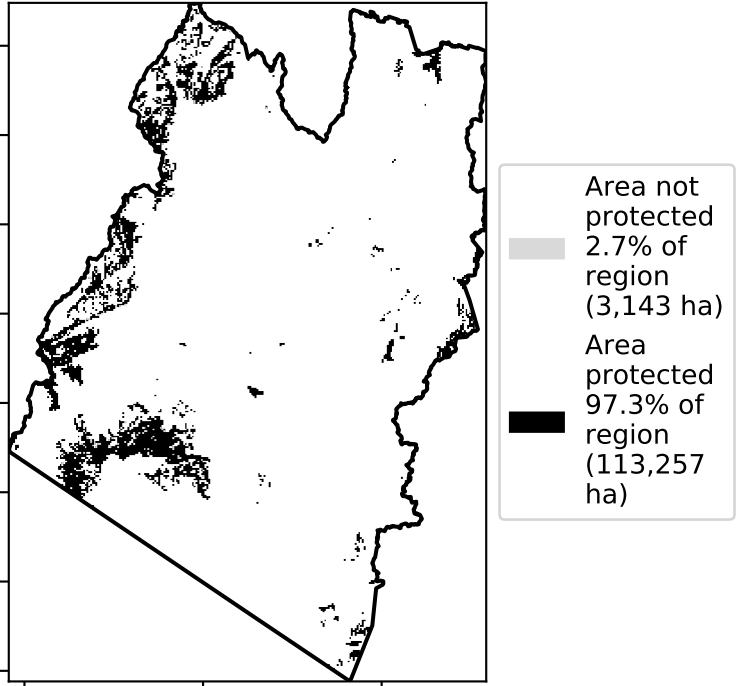 Area not
protected
2.7% of
region
(3,143 ha)
Area
protected
97.3% of
region
(113,257
ha)